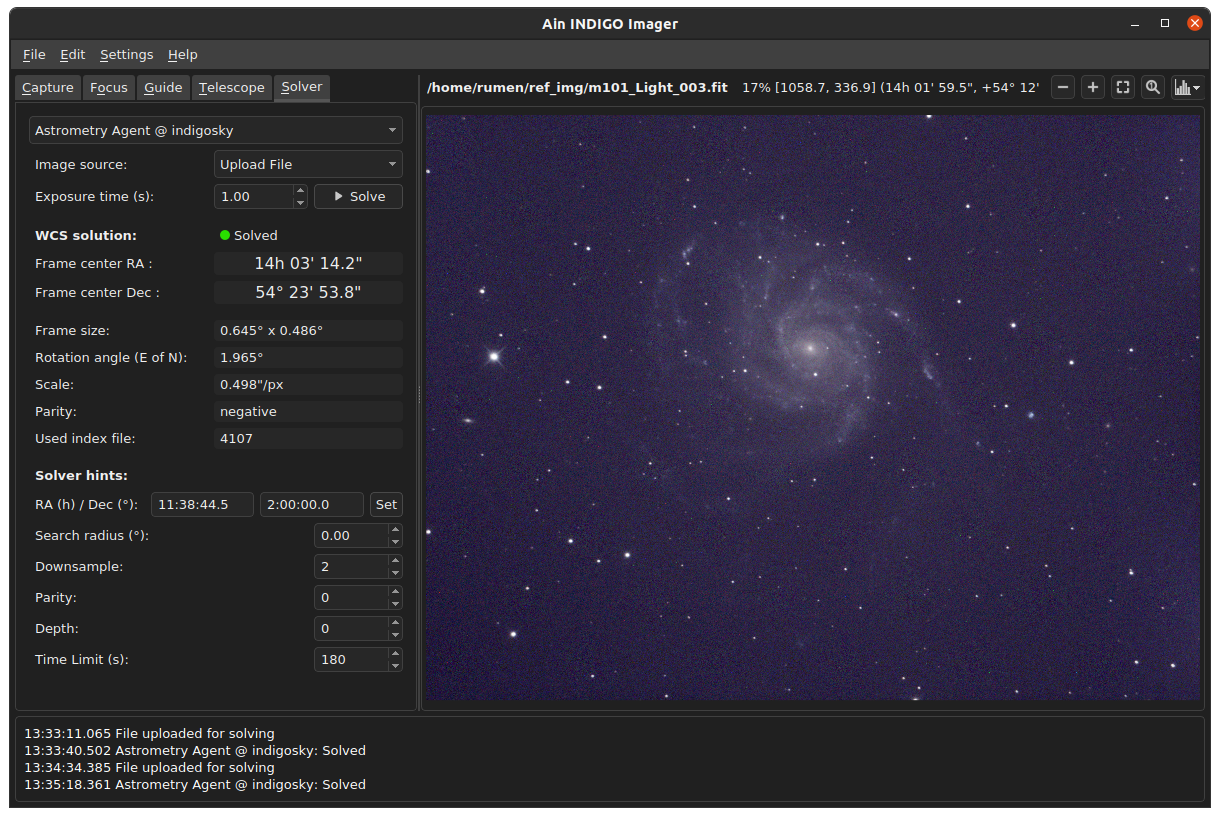 Ain INDIGO Imager
File Edit Settings Help
Capture Focus Guide Telescope Solver
/home/rumen/ref_img/m101_Light_003.fit 17% [1058.7, 336.9] (14h 01' 59.5", +54° 12'
Astrometry Agent @ indigosky
Image source: Upload File
Exposure time (s): 1.00 Solve
WCS solution: Solved
Frame center RA : 14h 03' 14.2"
Frame center Dec : 54° 23' 53.8"
Frame size: 0.645° x 0.486°
Rotation angle (E of N): 1.965°
Scale: 0.498"/px
Parity: negative
Used index file: 4107
Solver hints:
RA (h) / Dec (°): 11:38:44.5 2:00:00.0 Set
Search radius (°): 0.00
Downsample: 2
Parity: 0
Depth: 0
Time Limit (s): 180
13:33:11.065 File uploaded for solving
13:33:40.502 Astrometry Agent @ indigosky: Solved
13:34:34.385 File uploaded for solving
13:35:18.361 Astrometry Agent @ indigosky: Solved